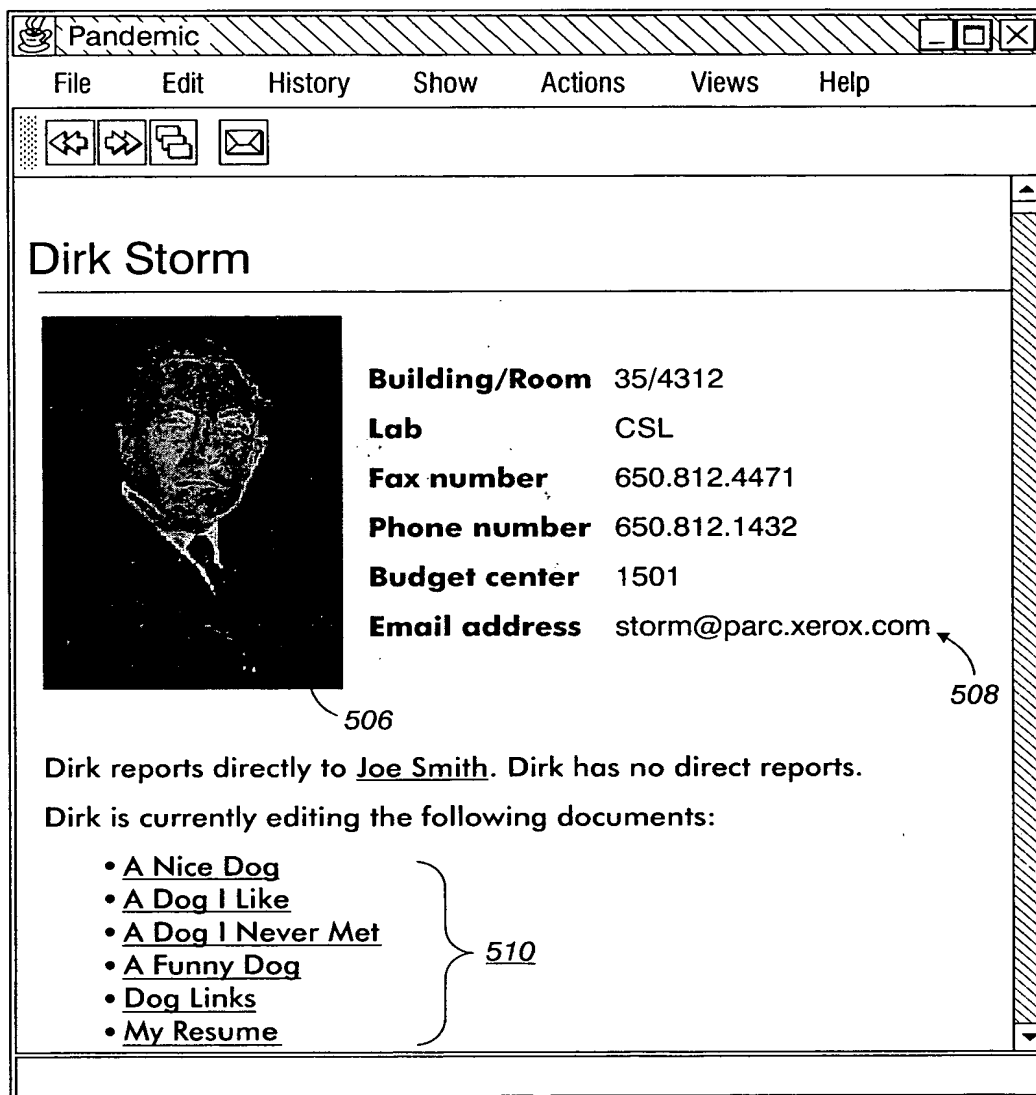 Pandemic
File Edit History Show Actions Views Help
Dirk Storm
Building/Room 35/4312
Lab CSL
Fax number 650.812.4471
Phone number 650.812.1432
Budget center 1501
Email address storm@parc.xerox.com
508
506
Dirk reports directly to Joe Smith. Dirk has no direct reports.
Dirk is currently editing the following documents:
• A Nice Dog
• A Dog I Like
• A Dog I Never Met
• A Funny Dog
• Dog Links
• My Resume
510